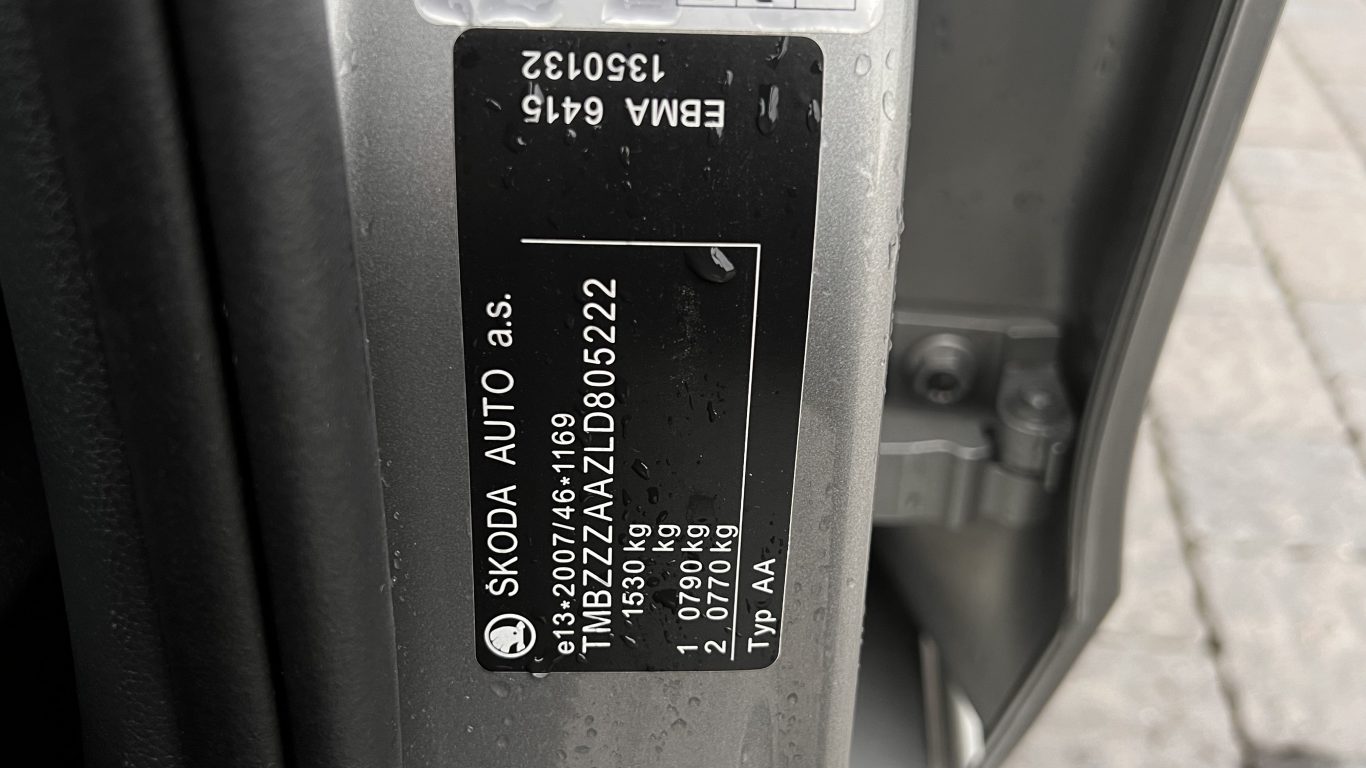 ŠKODA AUTO a.s.
e13*2007/46*1169
TMBZZZAAZLD805222
1530 kg
kg
1 0790 kg
2 0770 kg
Typ AA
EBMA 6415
1350132